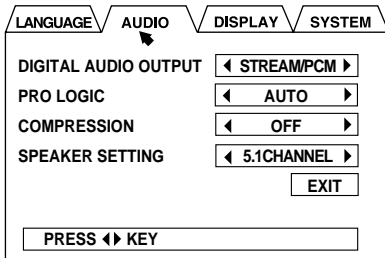 LANGUAGE AUDIO DISPLAY SYSTEM
DIGITAL AUDIO OUTPUT ◀ STREAM/PCM ▶
PRO LOGIC ◀ AUTO ▶
COMPRESSION ◀ OFF ▶
SPEAKER SETTING ◀ 5.1CHANNEL ▶
EXIT
PRESS ◀▶ KEY